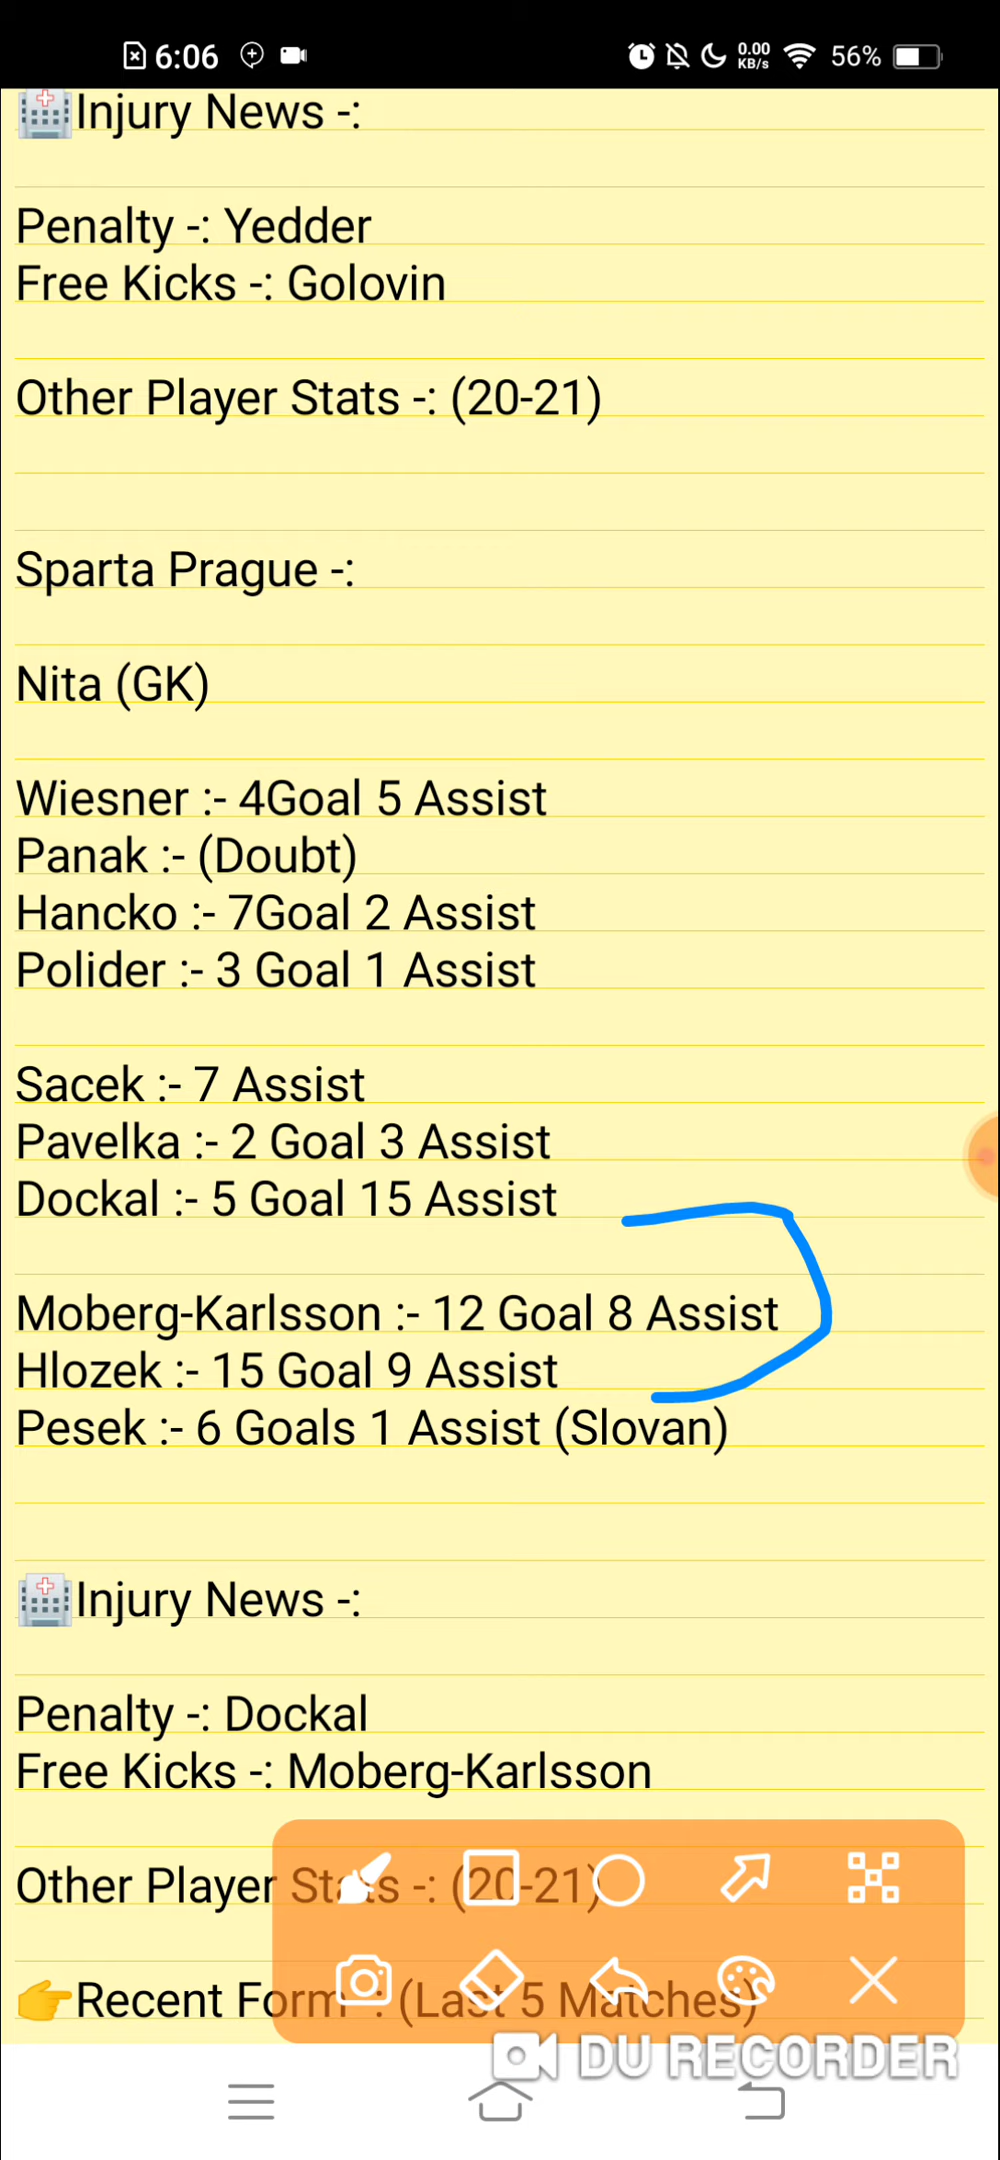 6:06
0.00
KB/s
56%
Injury News -:
Penalty -: Yedder
Free Kicks -: Golovin
Other Player Stats -: (20-21)
Sparta Prague -:
Nita (GK)
Wiesner :- 4Goal 5 Assist
Panak :- (Doubt)
Hancko :- 7Goal 2 Assist
Polider :- 3 Goal 1 Assist
Sacek :- 7 Assist
Pavelka :- 2 Goal 3 Assist
Dockal :- 5 Goal 15 Assist
Moberg-Karlsson :- 12 Goal 8 Assist
Hlozek :- 15 Goal 9 Assist
Pesek :- 6 Goals 1 Assist (Slovan)
Injury News -:
Penalty -: Dockal
Free Kicks -: Moberg-Karlsson
Other Player Stats -: (20-21)
👉Recent Form -: (Last 5 Matches)
DU RECORDER